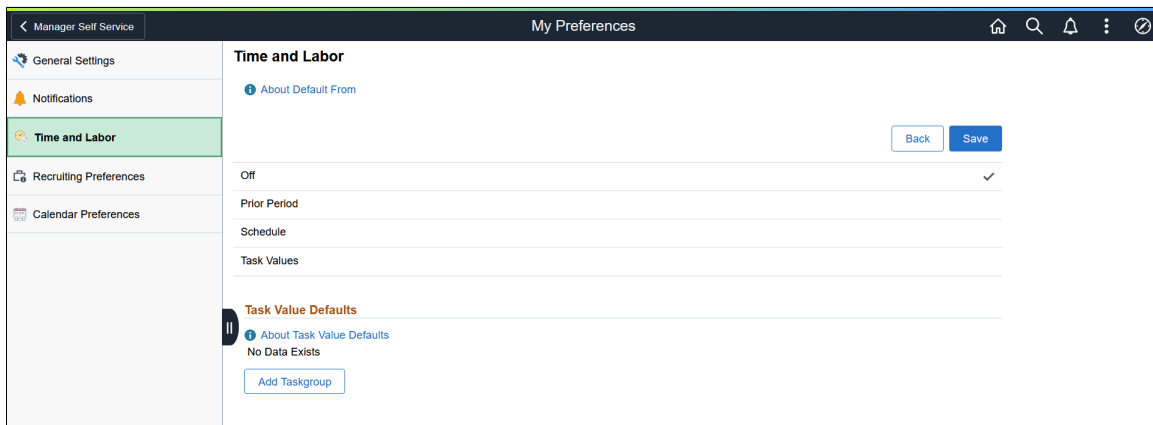 Manager Self Service
My Preferences
General Settings
Notifications
Time and Labor
Recruiting Preferences
Calendar Preferences
Time and Labor
About Default From
Back
Save
Off
Prior Period
Schedule
Task Values
Task Value Defaults
About Task Value Defaults
No Data Exists
Add Taskgroup